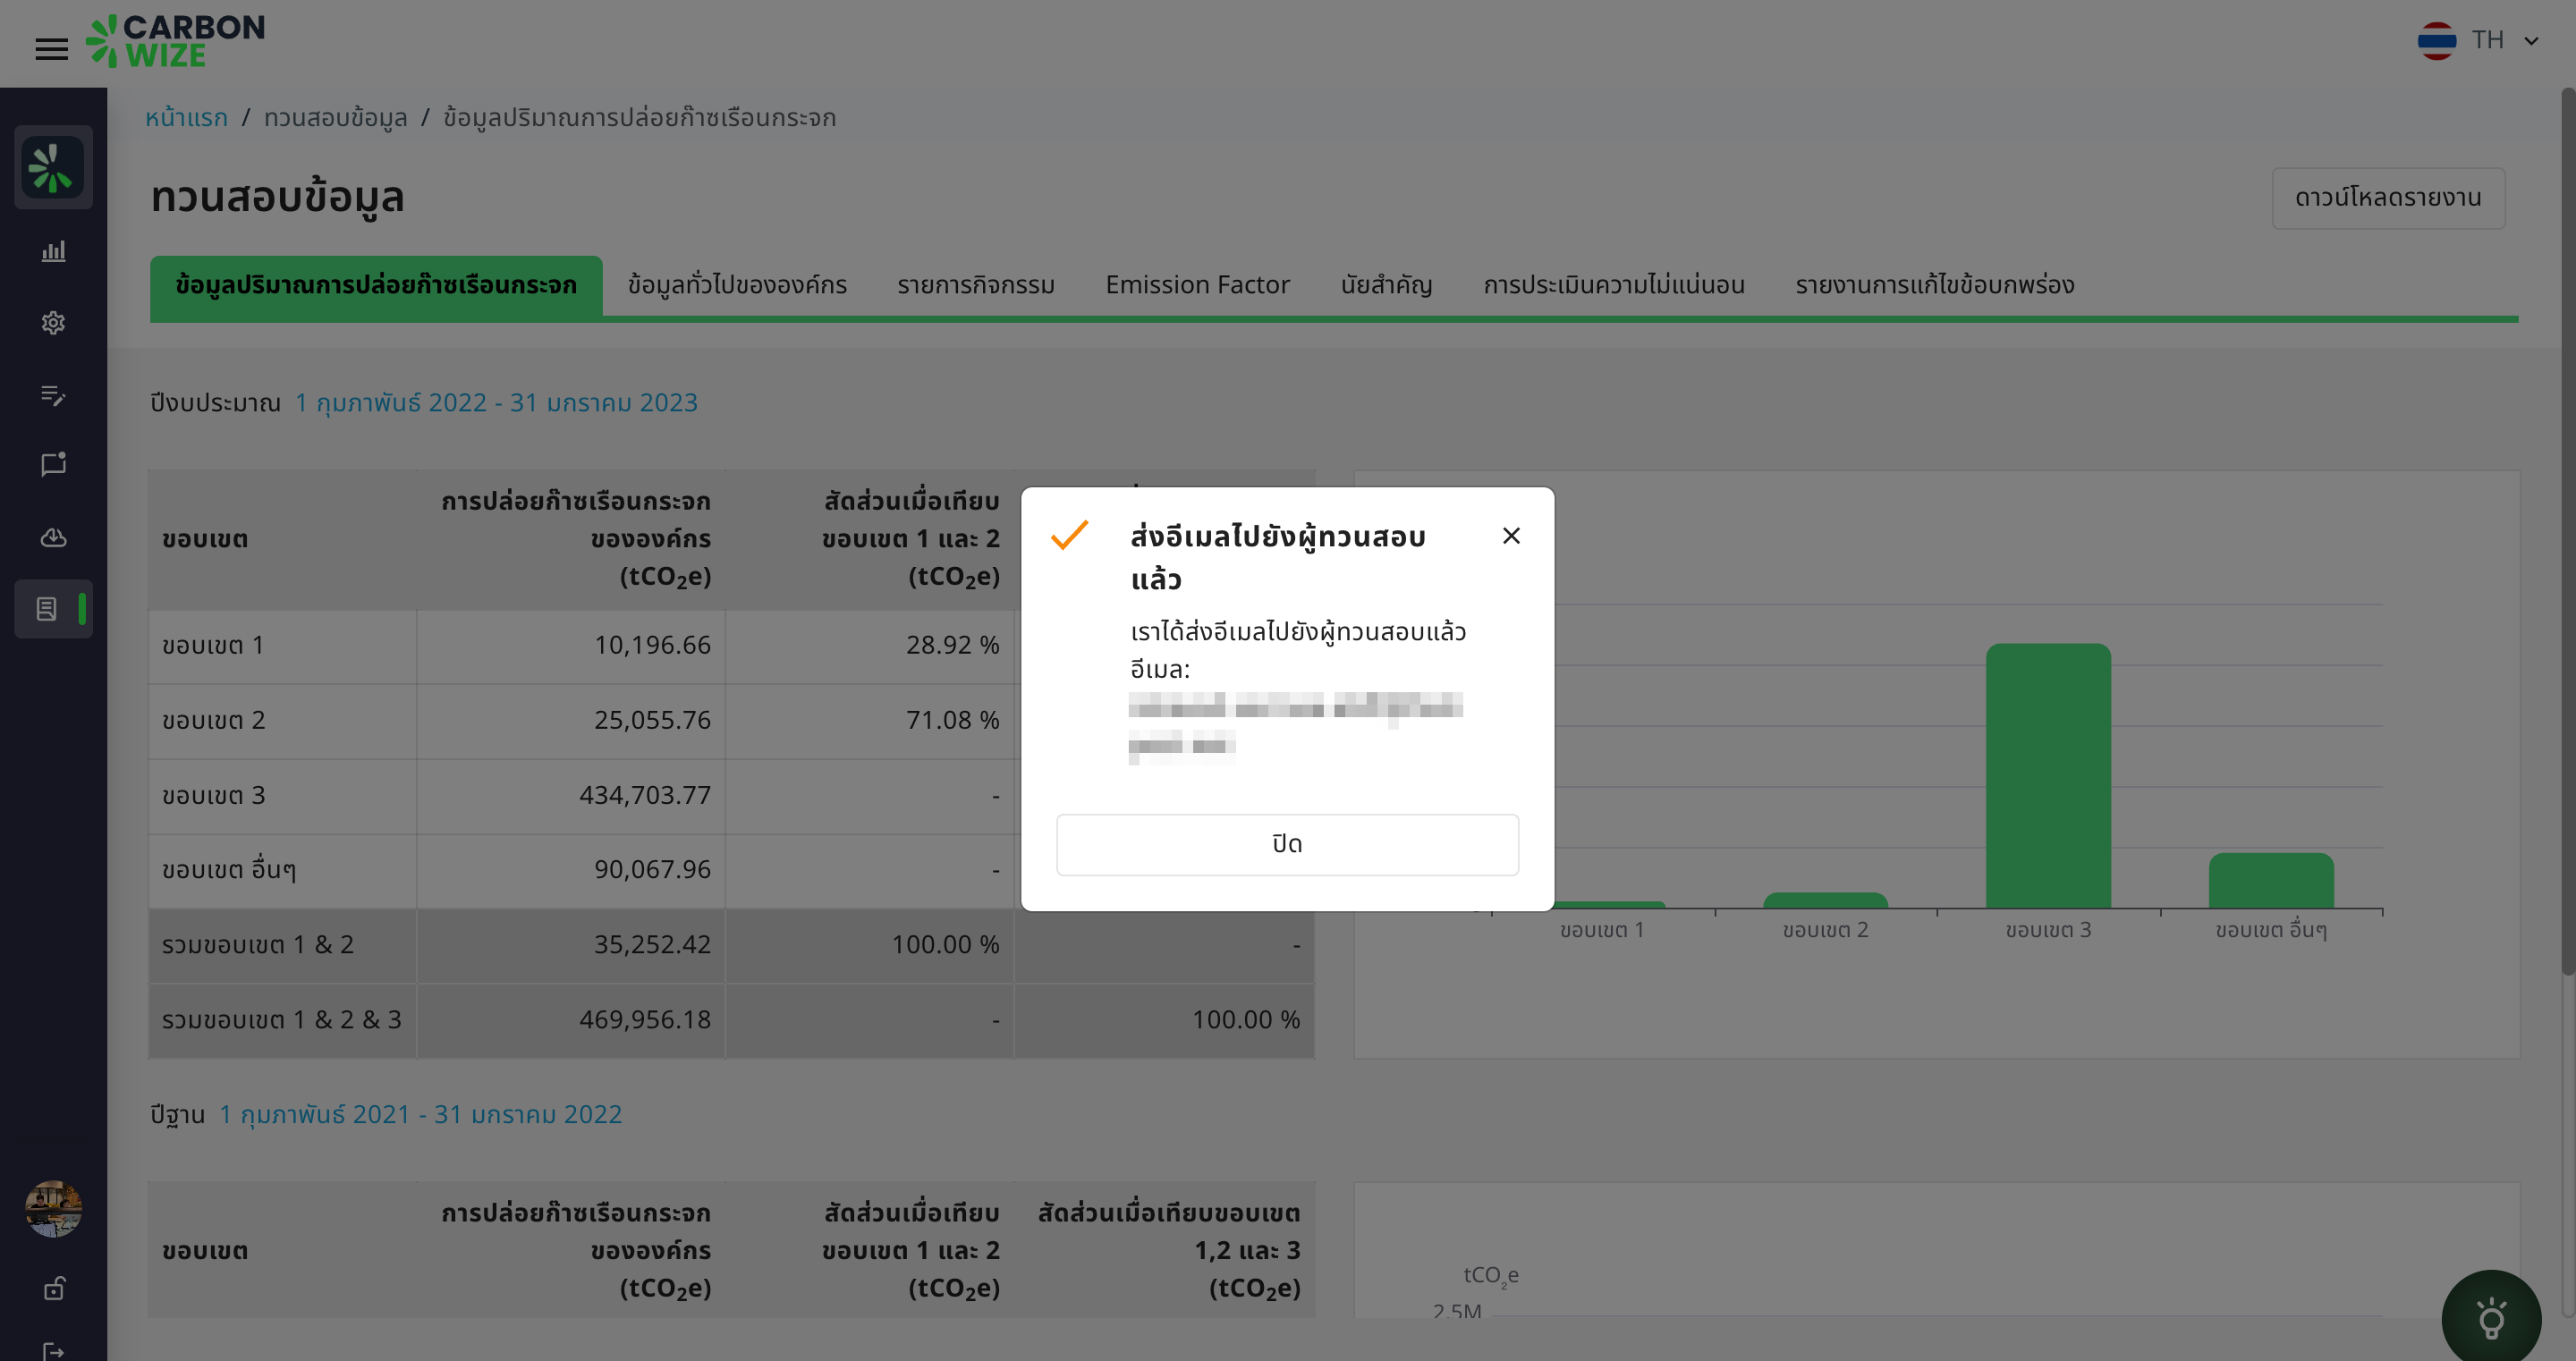 CARBON
WIZE
TH
หน้าแรก / ทวนสอบข้อมูล / ข้อมูลปริมาณการปล่อยก๊าซเรือนกระจก
ทวนสอบข้อมูล
ดาวน์โหลดรายงาน
ข้อมูลปริมาณการปล่อยก๊าซเรือนกระจก ข้อมูลทั่วไปขององค์กร รายการกิจกรรม Emission Factor นัยสำคัญ การประเมินความไม่แน่นอน รายงานการแก้ไขข้อบกพร่อง
ปีงบประมาณ 1 กุมภาพันธ์ 2022 - 31 มกราคม 2023
ขอบเขต
การปล่อยก๊าซเรือนกระจก
ขององค์กร
(tCO₂e)
สัดส่วนเมื่อเทียบ
ขอบเขต 1 และ 2
(tCO₂e)
ขอบเขต 1 10,196.66 28.92 %
ขอบเขต 2 25,055.76 71.08 %
ขอบเขต 3 434,703.77 -
ขอบเขต อื่นๆ 90,067.96 -
รวมขอบเขต 1 & 2 35,252.42 100.00 % -
รวมขอบเขต 1 & 2 & 3 469,956.18 - 100.00 %
ส่งอีเมลไปยังผู้ทวนสอบ
แล้ว
เราได้ส่งอีเมลไปยังผู้ทวนสอบแล้ว
อีเมล:
ปิด
ขอบเขต 1 ขอบเขต 2 ขอบเขต 3 ขอบเขต อื่นๆ
ปีฐาน 1 กุมภาพันธ์ 2021 - 31 มกราคม 2022
ขอบเขต
การปล่อยก๊าซเรือนกระจก
ขององค์กร
(tCO₂e)
สัดส่วนเมื่อเทียบ
ขอบเขต 1 และ 2
(tCO₂e)
สัดส่วนเมื่อเทียบขอบเขต
1,2 และ 3
(tCO₂e)
tCO₂e
2.5M